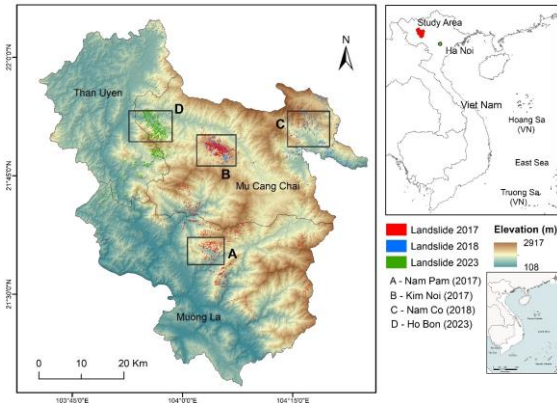 22°0'N
21°45'0"N
21°30'0"N
103°45'0"E
104°0'0"E
104°15'0"E
Than Uyen
D
C
B
Mu Cang Chai
A
Muong La
N
0 10 20 Km
Study Area
Ha Noi
Viet Nam
Hoang Sa
(VN)
East Sea
Truong Sa
(VN)
Landslide 2017
Landslide 2018
Landslide 2023
Elevation (m)
2917
108
A - Nam Pam (2017)
B - Kim Noi (2017)
C - Nam Co (2018)
D - Ho Bon (2023)